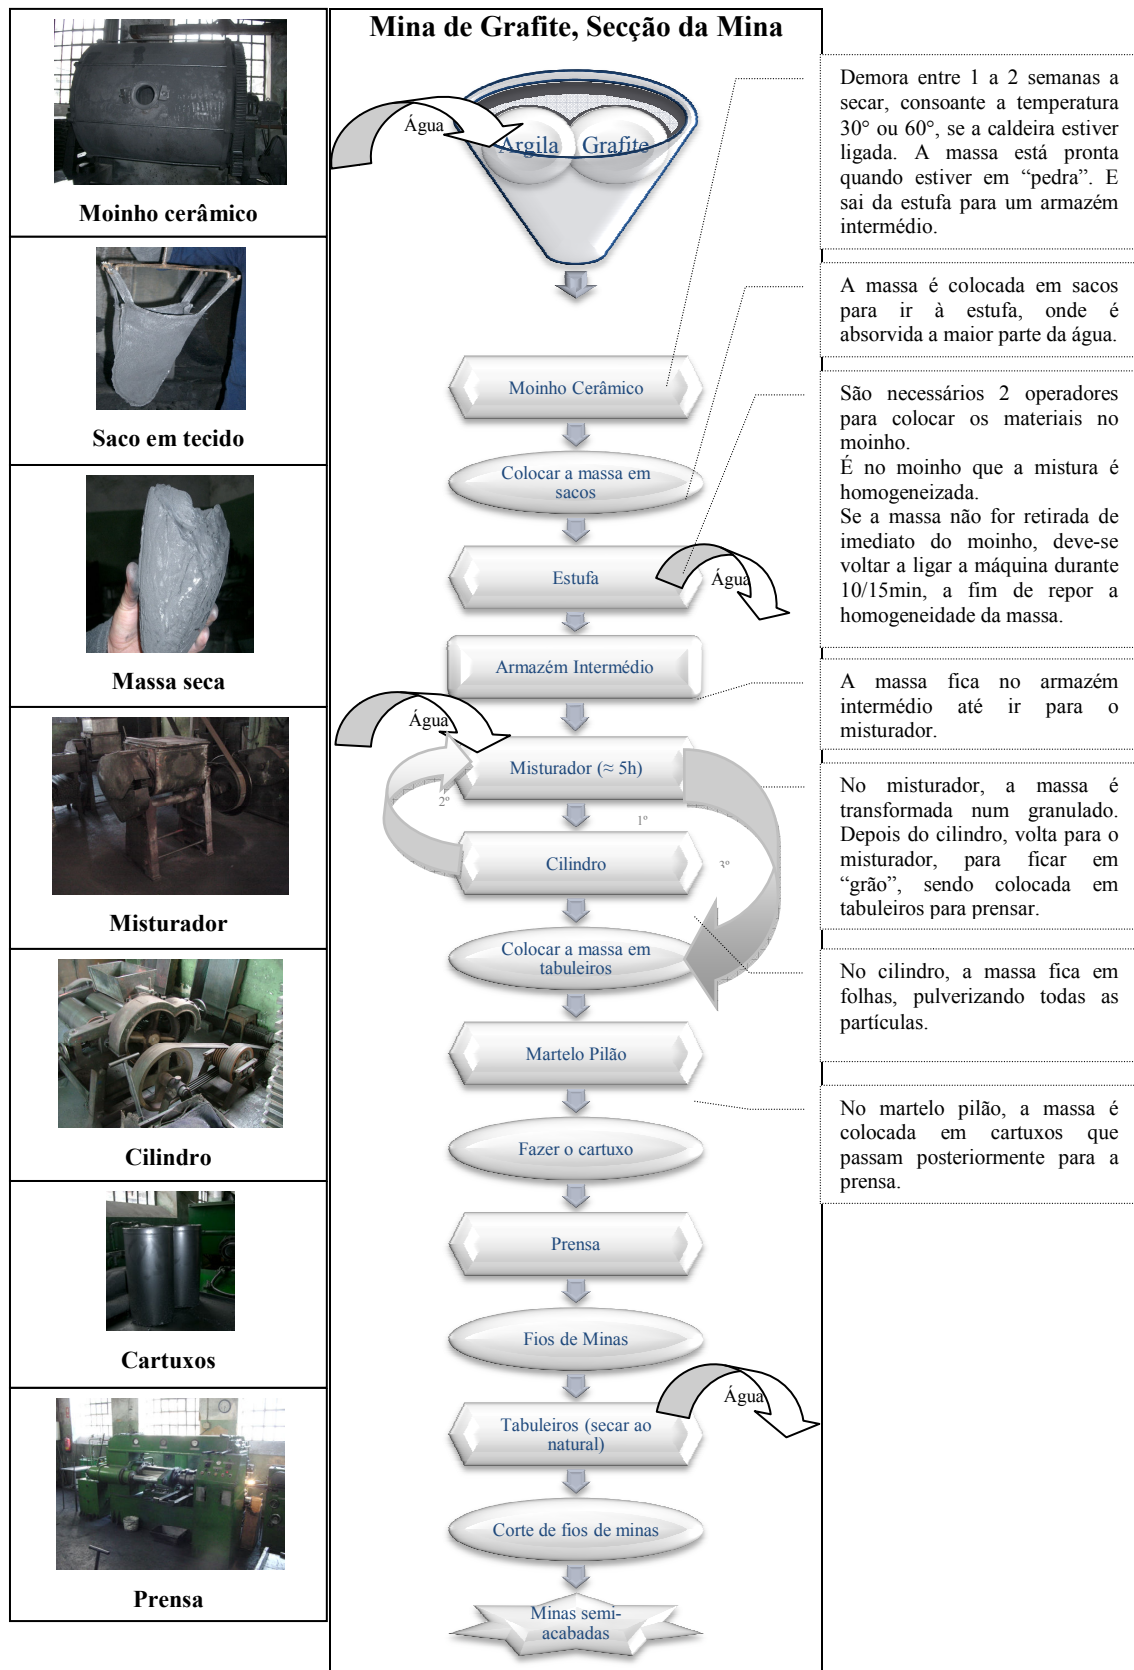 Moinho cerâmico
Saco em tecido
Massa seca
Misturador
Cilindro
Cartuxos
Prensa
Mina de Grafite, Secção da Mina
Água
Argila
Grafite
Moinho Cerâmico
Colocar a massa em
sacos
Estufa
Água
Armazém Intermédio
Água
Misturador (≈ 5h)
2º
1º
Cilindro
3º
Colocar a massa em
tabuleiros
Martelo Pilão
Fazer o cartuxo
Prensa
Fios de Minas
Água
Tabuleiros (secar ao
natural)
Corte de fios de minas
Minas semi-
acabadas
Demora entre 1 a 2 semanas a
secar, consoante a temperatura
30° ou 60°, se a caldeira estiver
ligada. A massa está pronta
quando estiver em “pedra”. E
sai da estufa para um armazém
intermédio.
A massa é colocada em sacos
para ir à estufa, onde é
absorvida a maior parte da água.
São necessários 2 operadores
para colocar os materiais no
moinho.
É no moinho que a mistura é
homogeneizada.
Se a massa não for retirada de
imediato do moinho, deve-se
voltar a ligar a máquina durante
10/15min, a fim de repor a
homogeneidade da massa.
A massa fica no armazém
intermédio até ir para o
misturador.
No misturador, a massa é
transformada num granulado.
Depois do cilindro, volta para o
misturador, para ficar em
“grão”, sendo colocada em
tabuleiros para prensar.
No cilindro, a massa fica em
folhas, pulverizando todas as
partículas.
No martelo pilão, a massa é
colocada em cartuxos que
passam posteriormente para a
prensa.